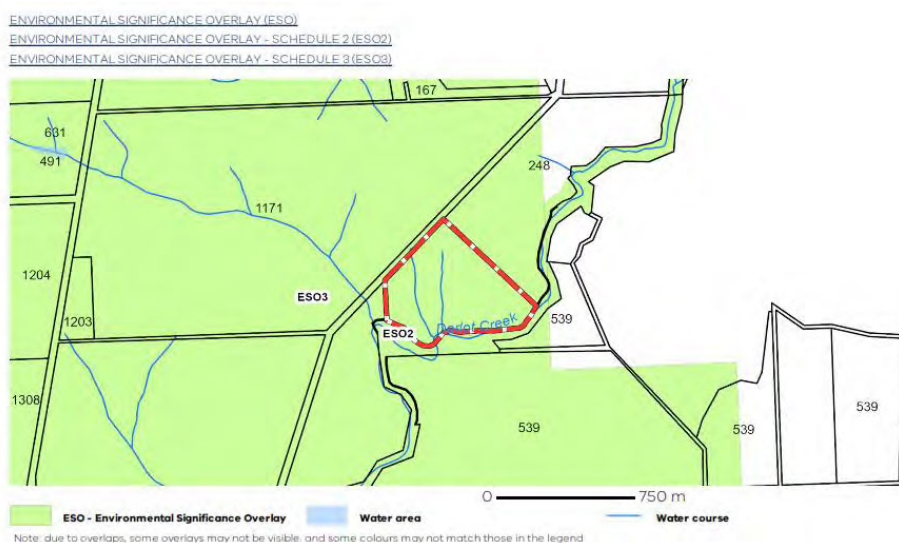 ENVIRONMENTAL SIGNIFICANCE OVERLAY (ESO)
ENVIRONMENTAL SIGNIFICANCE OVERLAY - SCHEDULE 2 (ESO2)
ENVIRONMENTAL SIGNIFICANCE OVERLAY - SCHEDULE 3 (ESO3)
167
631
491
248
1171
1204
ESO3
1203
ESO2
Darlot Creek
539
1308
539
539
539
0 750 m
ESO - Environmental Significance Overlay Water area Water course
Note: due to overlaps, some overlays may not be visible, and some colours may not match those in the legend